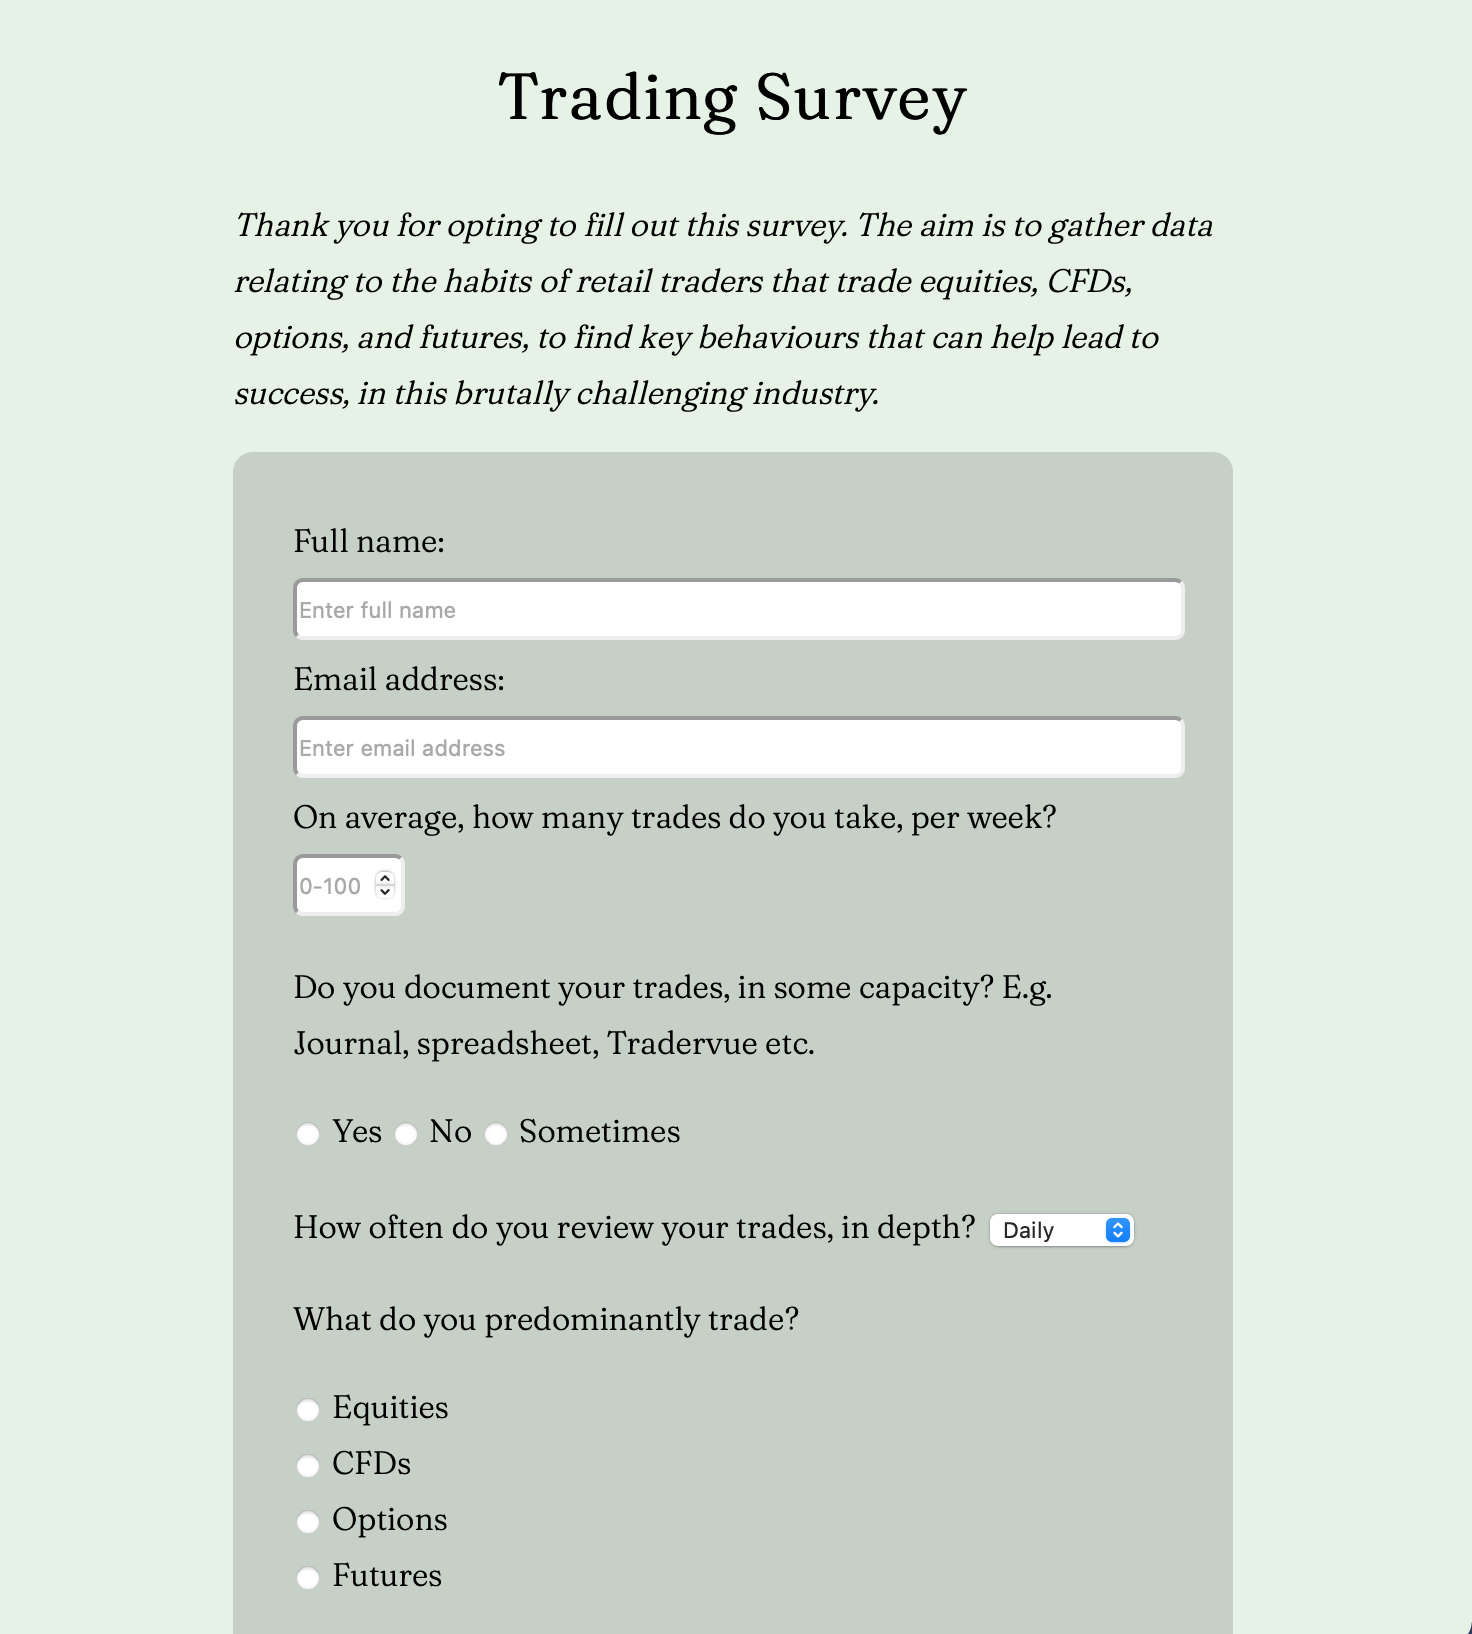 Trading Survey
Thank you for opting to fill out this survey. The aim is to gather data
relating to the habits of retail traders that trade equities, CFDs,
options, and futures, to find key behaviours that can help lead to
success, in this brutally challenging industry.
Full name:
Enter full name
Email address:
Enter email address
On average, how many trades do you take, per week?
0-100
Do you document your trades, in some capacity? E.g.
Journal, spreadsheet, Tradervue etc.
Yes No Sometimes
How often do you review your trades, in depth? Daily
What do you predominantly trade?
Equities
CFDs
Options
Futures